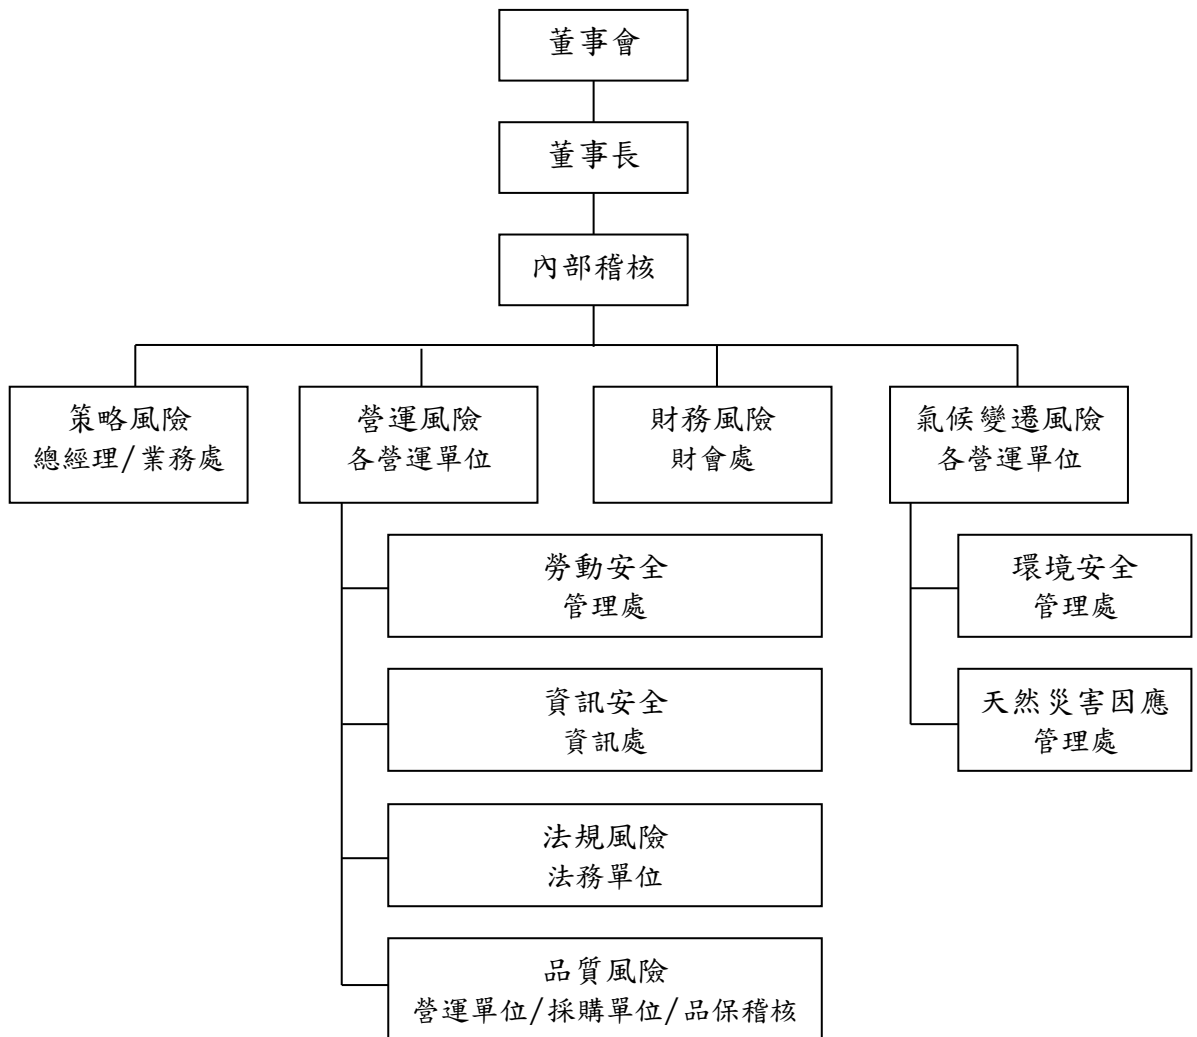 董事會
董事長
內部稽核
策略風險
總經理/業務處
營運風險
各營運單位
財務風險
財會處
氣候變遷風險
各營運單位
勞動安全
管理處
環境安全
管理處
資訊安全
資訊處
天然災害因應
管理處
法規風險
法務單位
品質風險
營運單位/採購單位/品保稽核